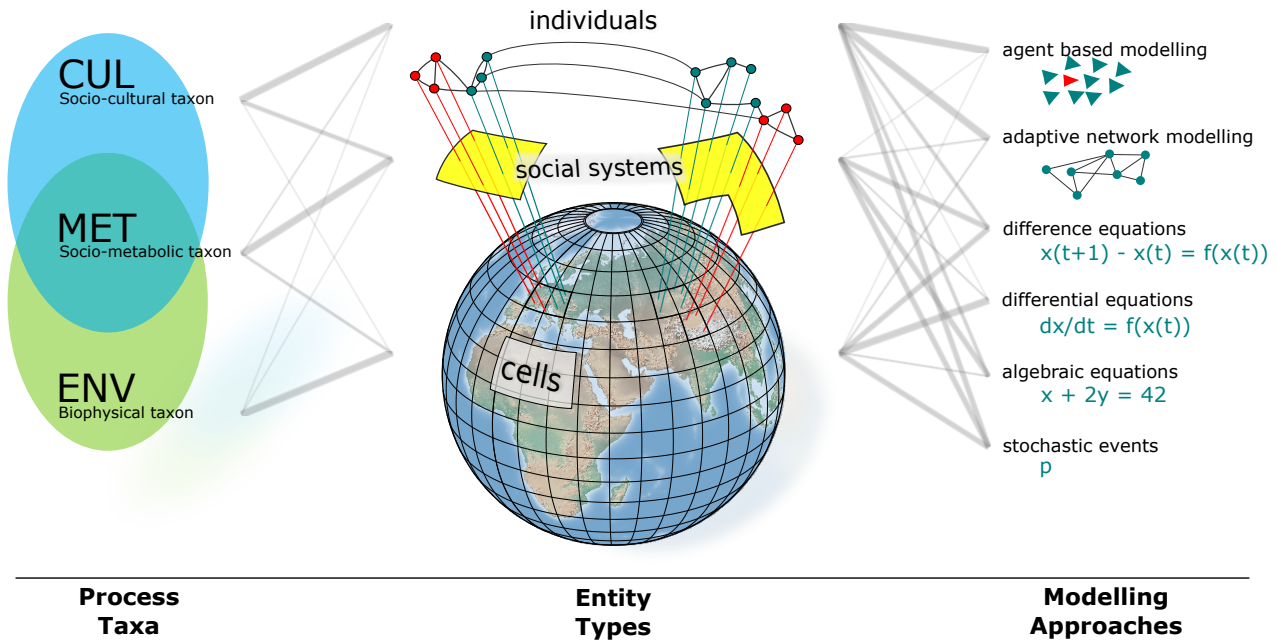 CUL
Socio-cultural taxon
MET
Socio-metabolic taxon
ENV
Biophysical taxon
individuals
social systems
cells
agent based modelling
adaptive network modelling
difference equations
x(t+1) - x(t) = f(x(t))
differential equations
dx/dt = f(x(t))
algebraic equations
x + 2y = 42
stochastic events
p
Process
Taxa
Entity
Types
Modelling
Approaches